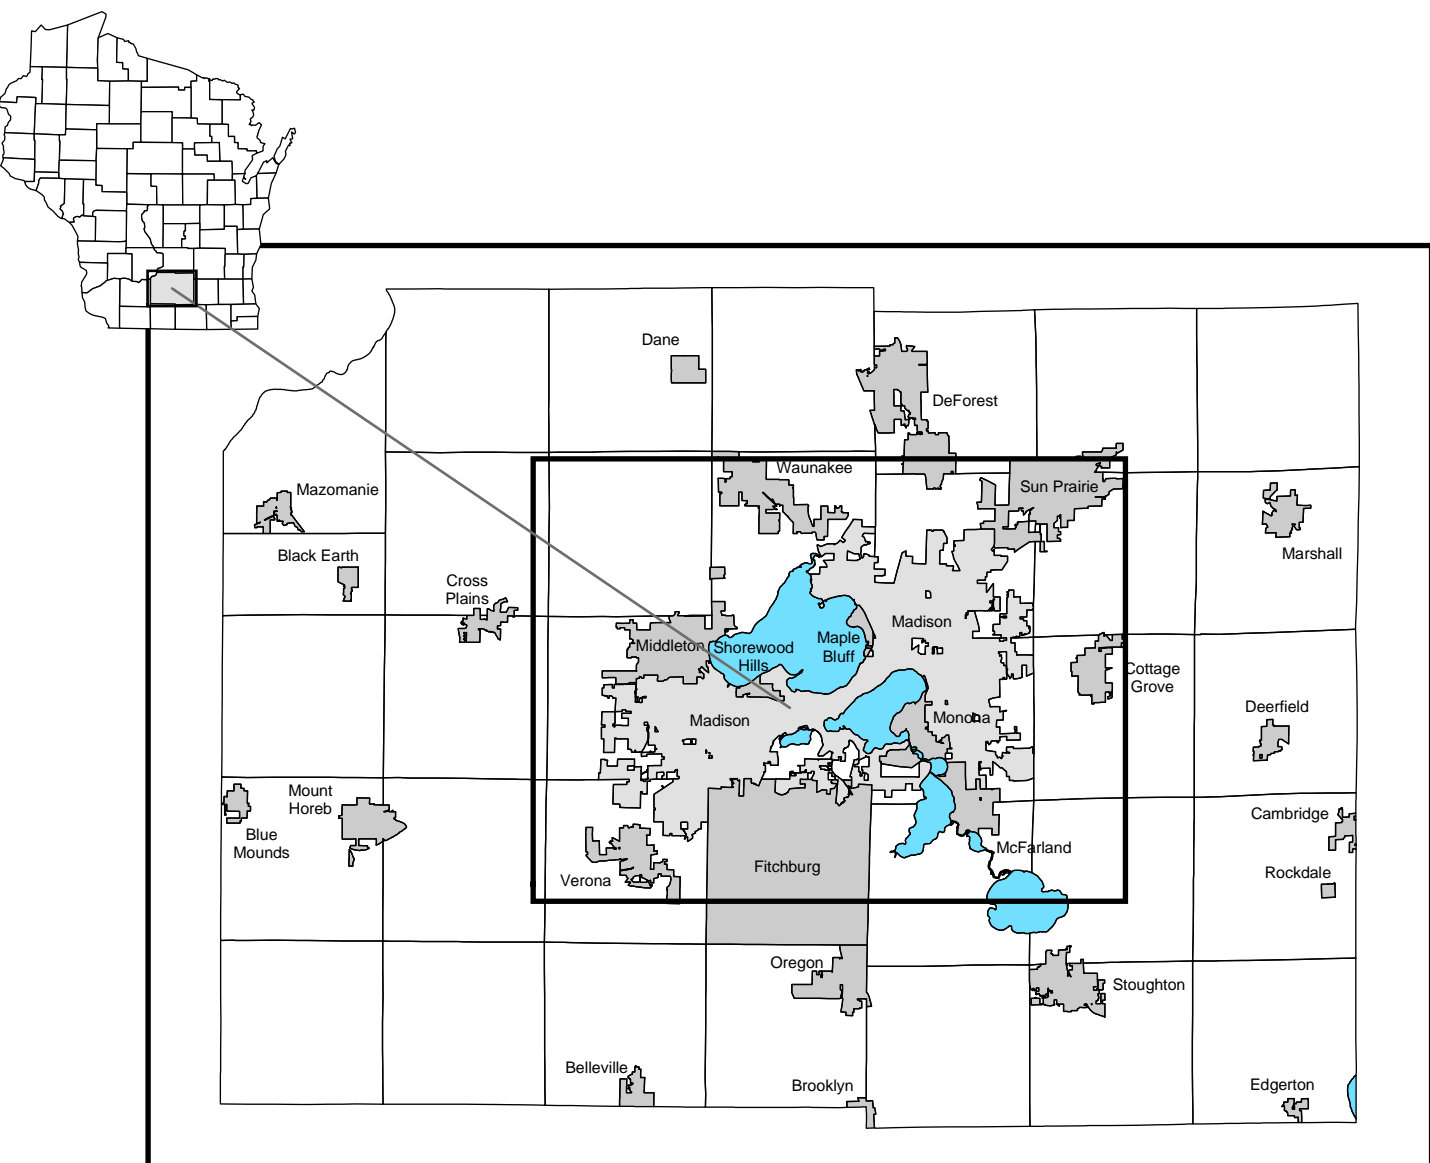 Dane
DeForest
Waunakee
Sun Prairie
Mazomanie
Black Earth
Marshall
Cross
Plains
Madison
Middleton
Shorewood
Hills
Maple
Bluff
Cottage
Grove
Madison
Monona
Deerfield
Mount
Horeb
Blue
Mounds
Cambridge
McFarland
Fitchburg
Verona
Rockdale
Oregon
Stoughton
Belleville
Brooklyn
Edgerton